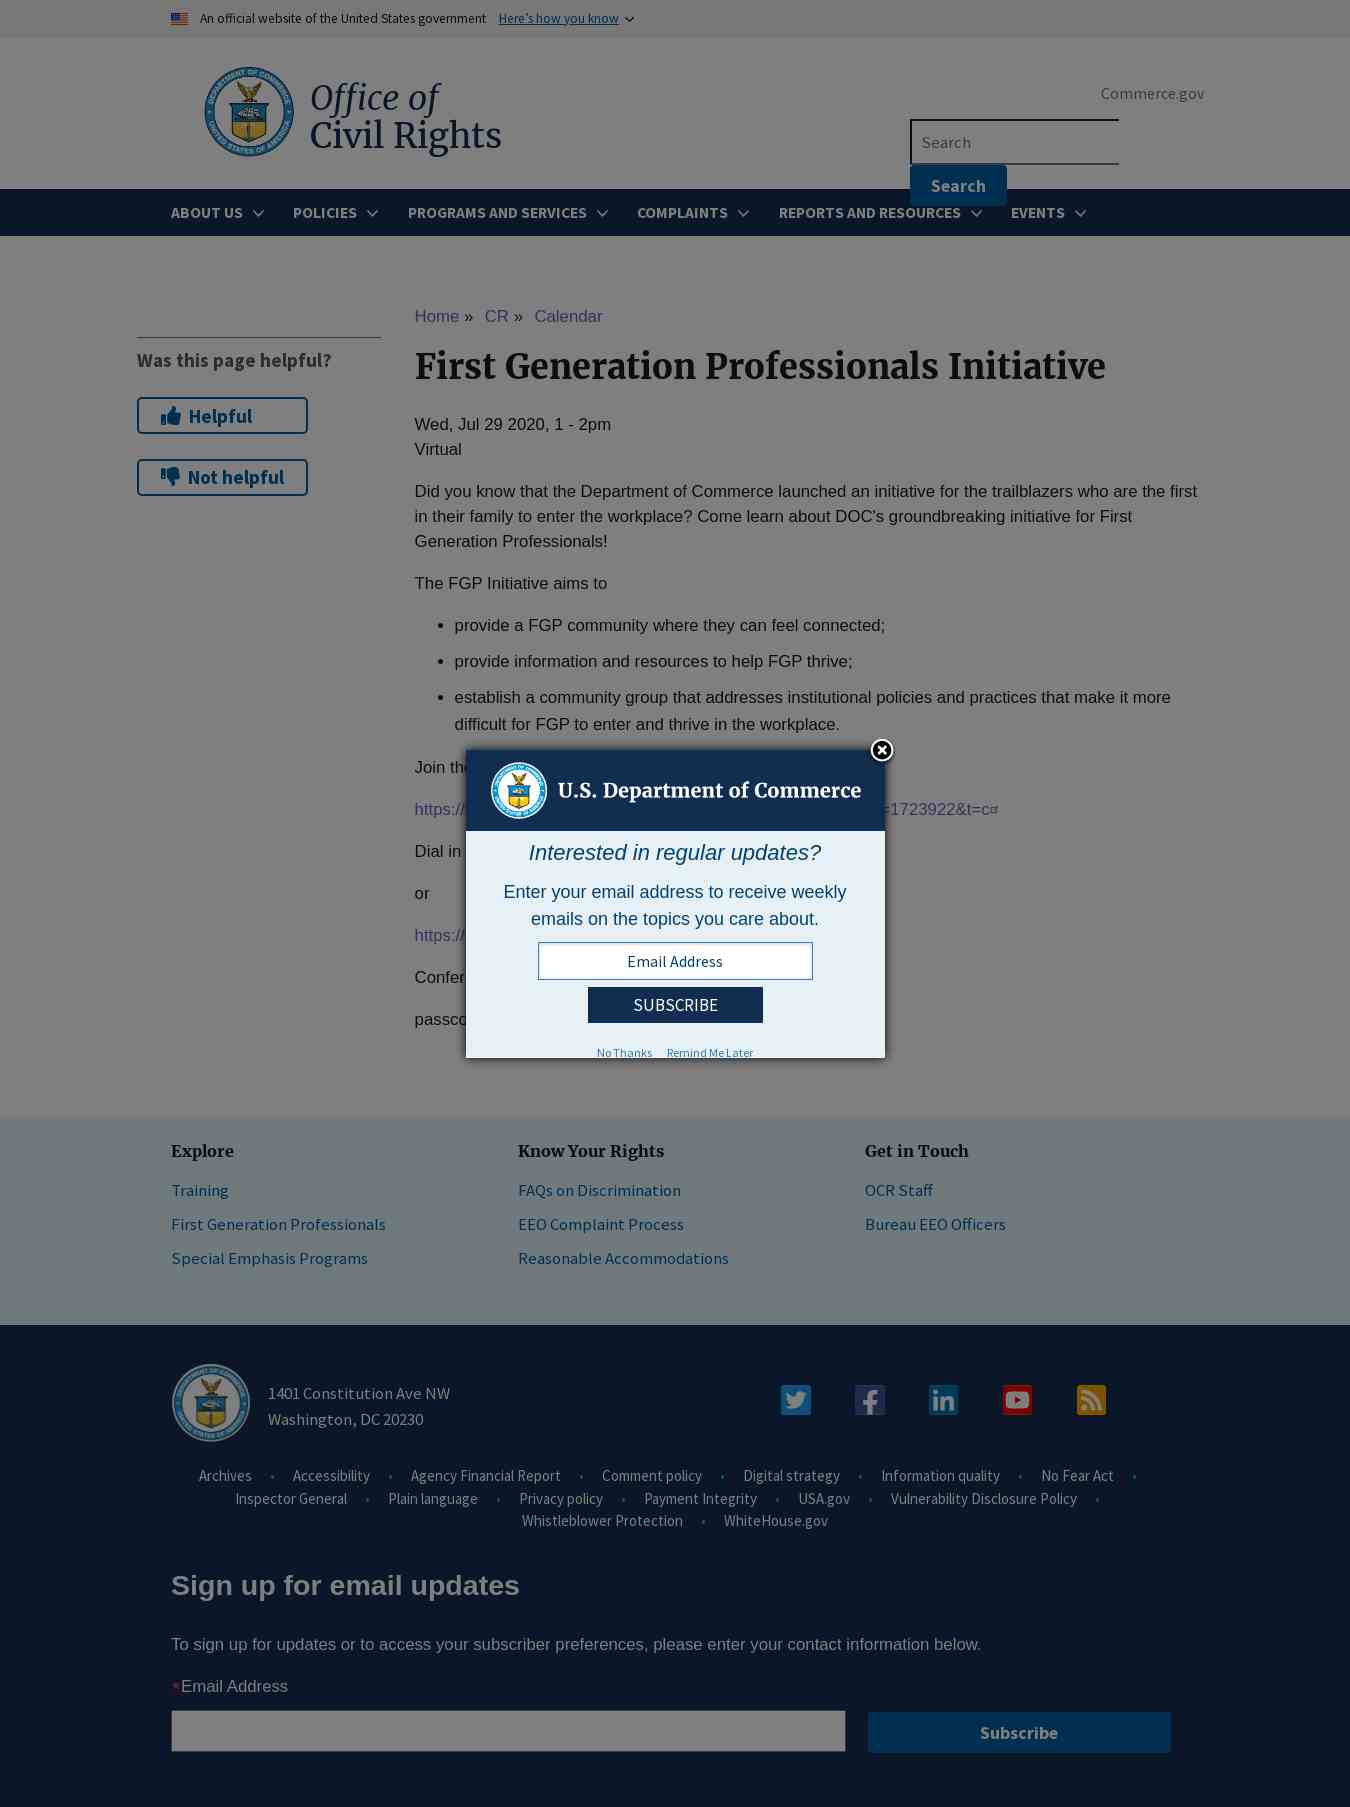 An official website of the United States government Here's how you know
Office of
Civil Rights
Commerce.gov
Search
Search
ABOUT US POLICIES PROGRAMS AND SERVICES COMPLAINTS REPORTS AND RESOURCES EVENTS
Home » CR » Calendar
Was this page helpful?
Helpful
Not helpful
First Generation Professionals Initiative
Wed, Jul 29 2020, 1 - 2pm
Virtual
Did you know that the Department of Commerce launched an initiative for the trailblazers who are the first
in their family to enter the workplace? Come learn about DOC's groundbreaking initiative for First
Generation Professionals!
The FGP Initiative aims to
• provide a FGP community where they can feel connected;
• provide information and resources to help FGP thrive;
• establish a community group that addresses institutional policies and practices that make it more
difficult for FGP to enter and thrive in the workplace.
Join
https:// =1723922&t=c
Dial in
or
https://
U.S. Department of Commerce
Interested in regular updates?
Enter your email address to receive weekly
emails on the topics you care about.
Email Address
SUBSCRIBE
No Thanks Remind Me Later
Explore
Training
First Generation Professionals
Special Emphasis Programs
Know Your Rights
FAQs on Discrimination
EEO Complaint Process
Reasonable Accommodations
Get in Touch
OCR Staff
Bureau EEO Officers
1401 Constitution Ave NW
Washington, DC 20230
Archives • Accessibility • Agency Financial Report • Comment policy • Digital strategy • Information quality • No Fear Act •
Inspector General • Plain language • Privacy policy • Payment Integrity • USA.gov • Vulnerability Disclosure Policy •
Whistleblower Protection • WhiteHouse.gov
Sign up for email updates
To sign up for updates or to access your subscriber preferences, please enter your contact information below.
*Email Address
Subscribe